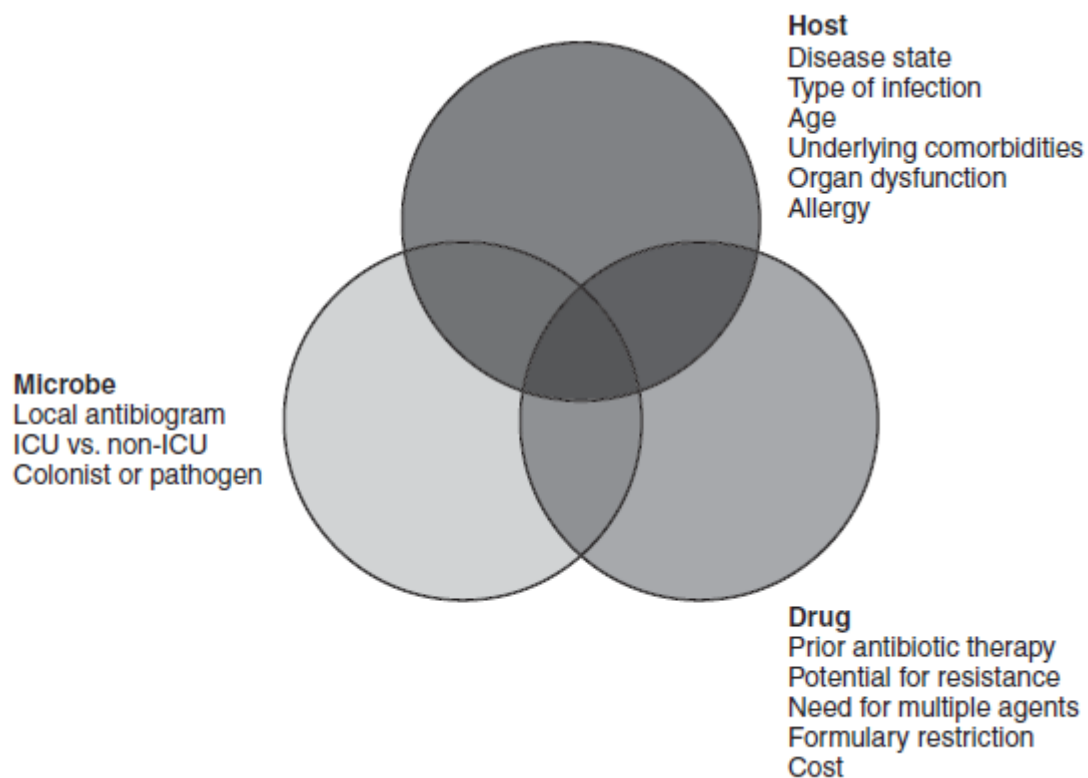 Host
Disease state
Type of infection
Age
Underlying comorbidities
Organ dysfunction
Allergy
Microbe
Local antibiogram
ICU vs. non-ICU
Colonist or pathogen
Drug
Prior antibiotic therapy
Potential for resistance
Need for multiple agents
Formulary restriction
Cost